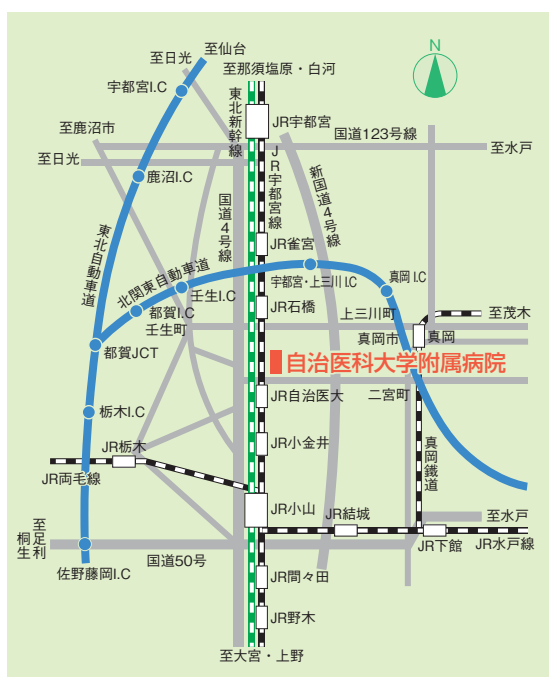 至仙台
至日光
N
至那須塩原・白河
宇都宮I.C
東北新幹線
JR宇都宮
至鹿沼市
国道123号線
至水戸
至日光
JR宇都宮線
鹿沼I.C
新国道4号線
国道4号線
東北自動車道
JR雀宮
北関東自動車道
宇都宮・上三川I.C
真岡I.C
壬生I.C
都賀I.C
JR石橋
上三川町
至茂木
壬生町
真岡市
真岡
都賀JCT
自治医科大学附属病院
JR自治医大
二宮町
栃木I.C
JR小金井
真岡鐵道
JR栃木
JR両毛線
JR小山
JR結城
至水戸
至足利
桐生
国道50号
JR下館
JR水戸線
佐野藤岡I.C
JR間々田
JR野木
至大宮・上野